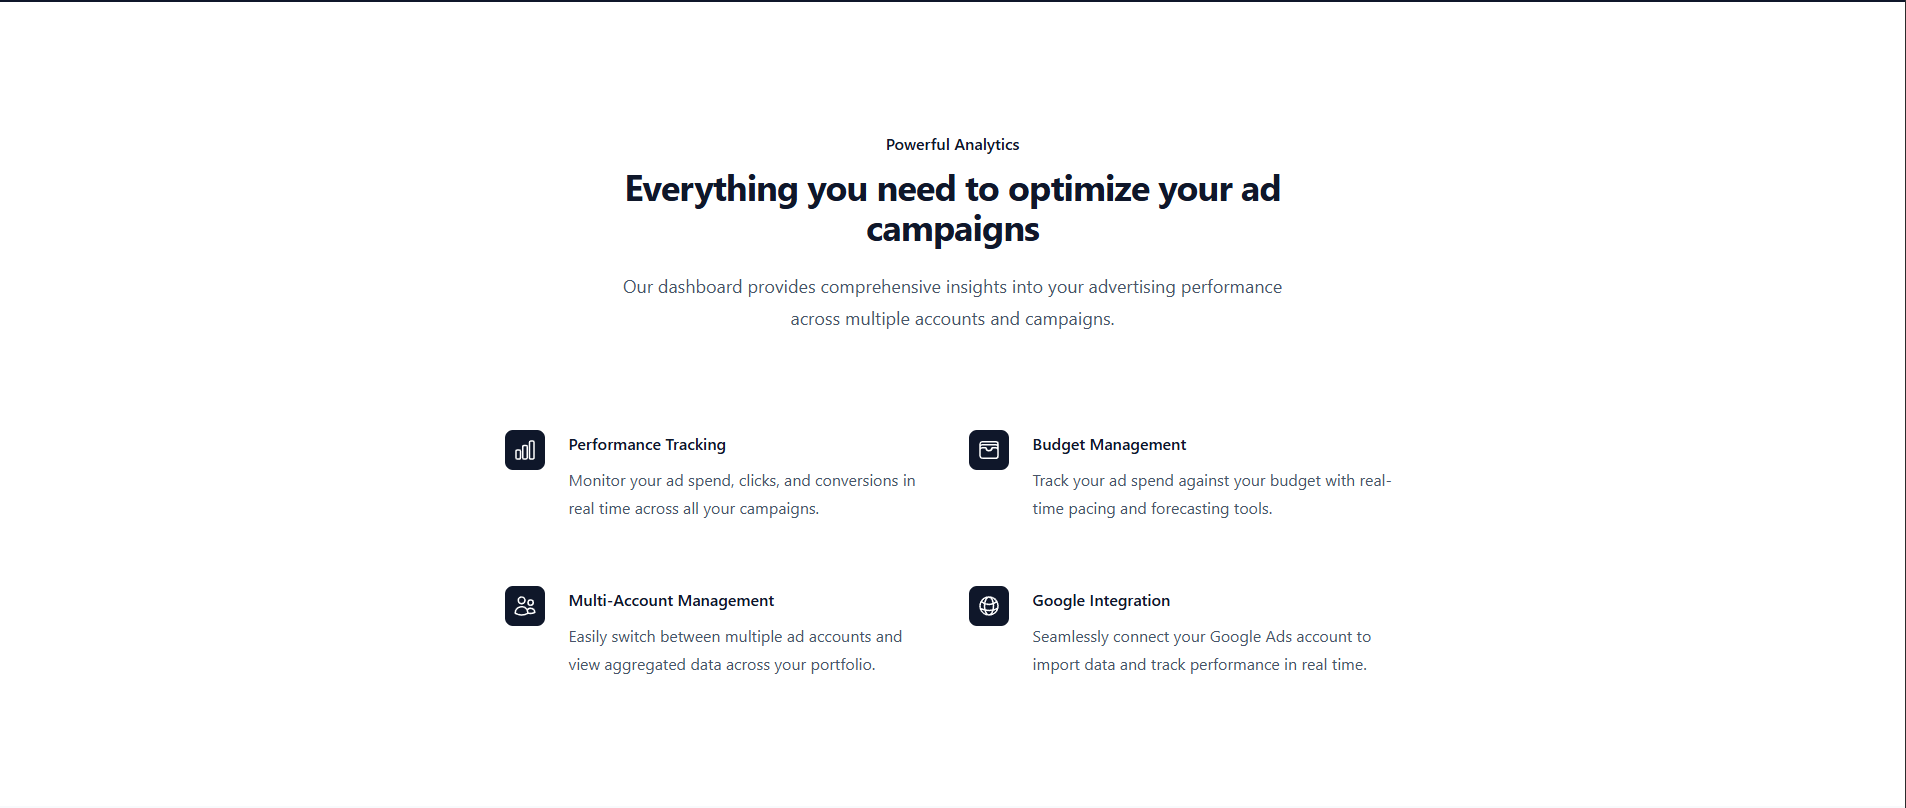 Powerful Analytics
Everything you need to optimize your ad
campaigns
Our dashboard provides comprehensive insights into your advertising performance
across multiple accounts and campaigns.
Performance Tracking
Monitor your ad spend, clicks, and conversions in
real time across all your campaigns.
Budget Management
Track your ad spend against your budget with real-
time pacing and forecasting tools.
Multi-Account Management
Easily switch between multiple ad accounts and
view aggregated data across your portfolio.
Google Integration
Seamlessly connect your Google Ads account to
import data and track performance in real time.